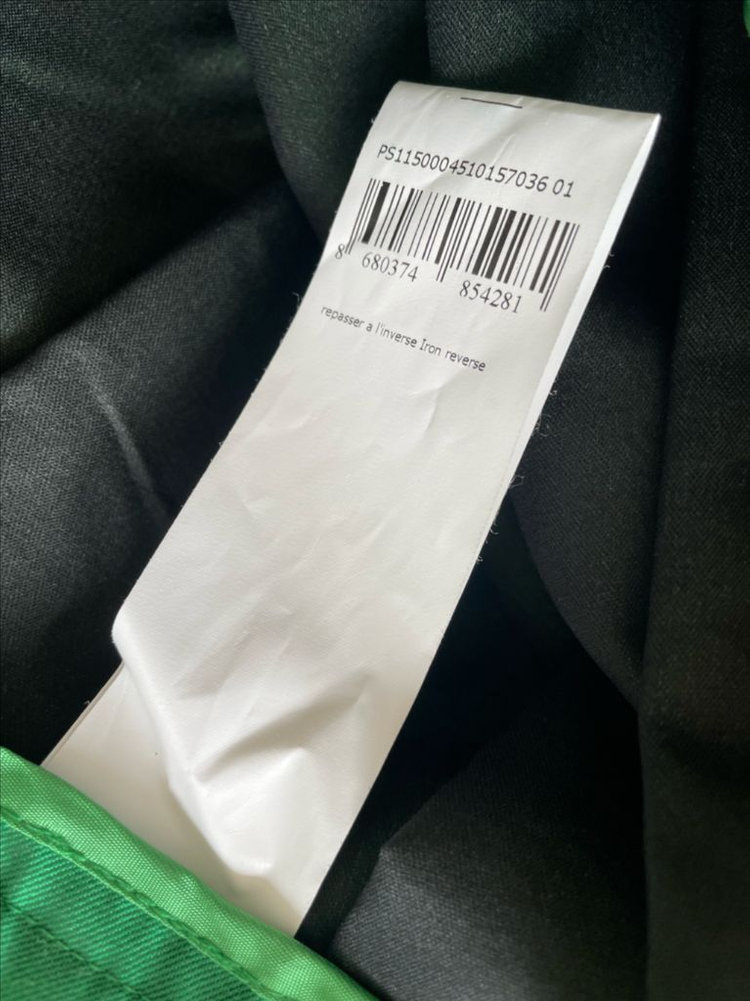 PS1150004510157036 01
8 680374 854281
repasser a l'inverse Iron reverse